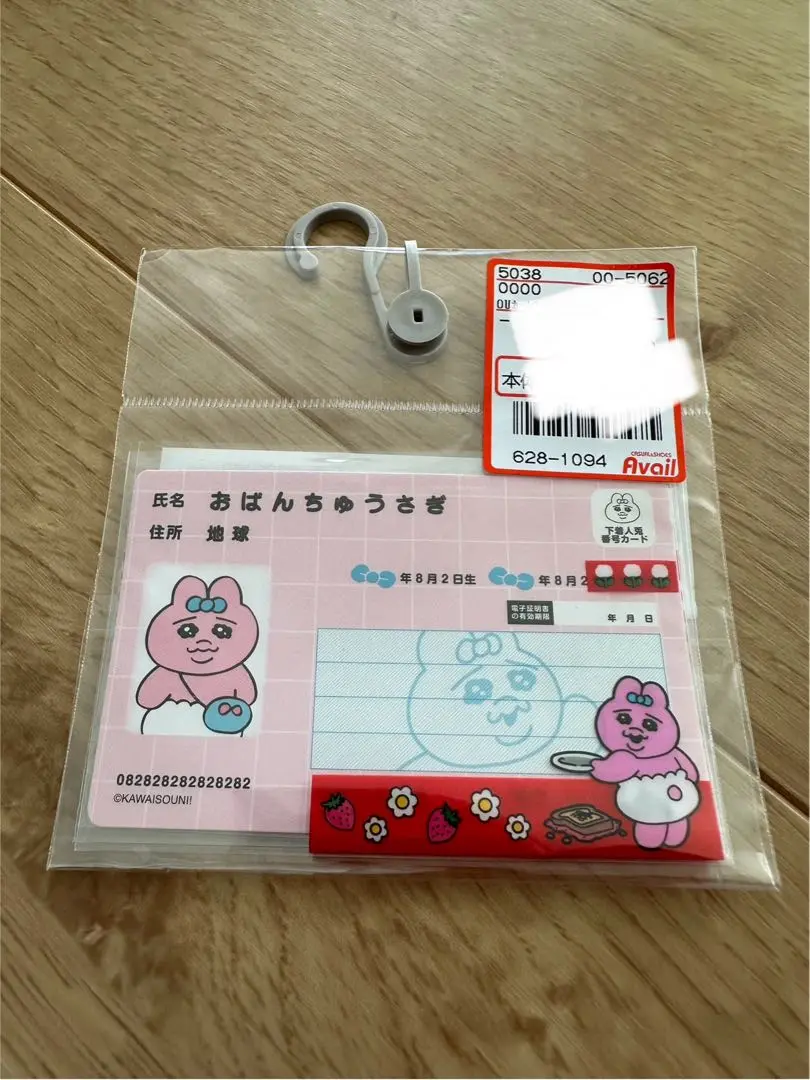 5038 00-5062
0000
本体
628-1094
CASUAL&SHOES
Avail
氏名 おぱんちゅうさぎ
住所 地球
下着人兎
番号カード
年8月2日生 年8月2
電子証明書
の有効期限
年 月 日
082828282828282
©KAWAISOUNI!